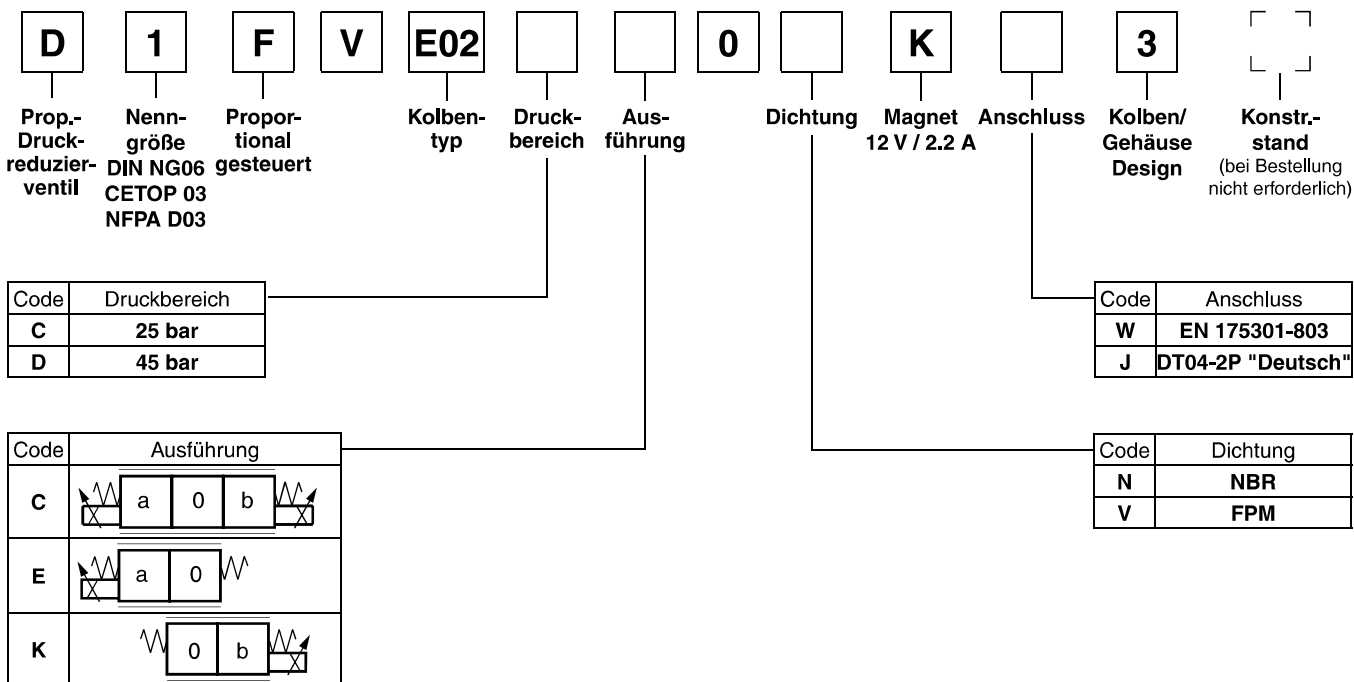 D 1 F V E02 0 K 3
Prop.-
Druck-
reduzier-
ventil
Nenn-
größe
DIN NG06
CETOP 03
NFPA D03
Propor-
tional
gesteuert
Kolben-
typ
Druck-
bereich
Aus-
führung
Dichtung
Magnet
12 V / 2.2 A
Anschluss
Kolben/
Gehäuse
Design
Konstr.-
stand
(bei Bestellung
nicht erforderlich)
Code Druckbereich
C 25 bar
D 45 bar
Code Anschluss
W EN 175301-803
J DT04-2P "Deutsch"
Code Ausführung
C a 0 b
E a 0
K 0 b
Code Dichtung
N NBR
V FPM